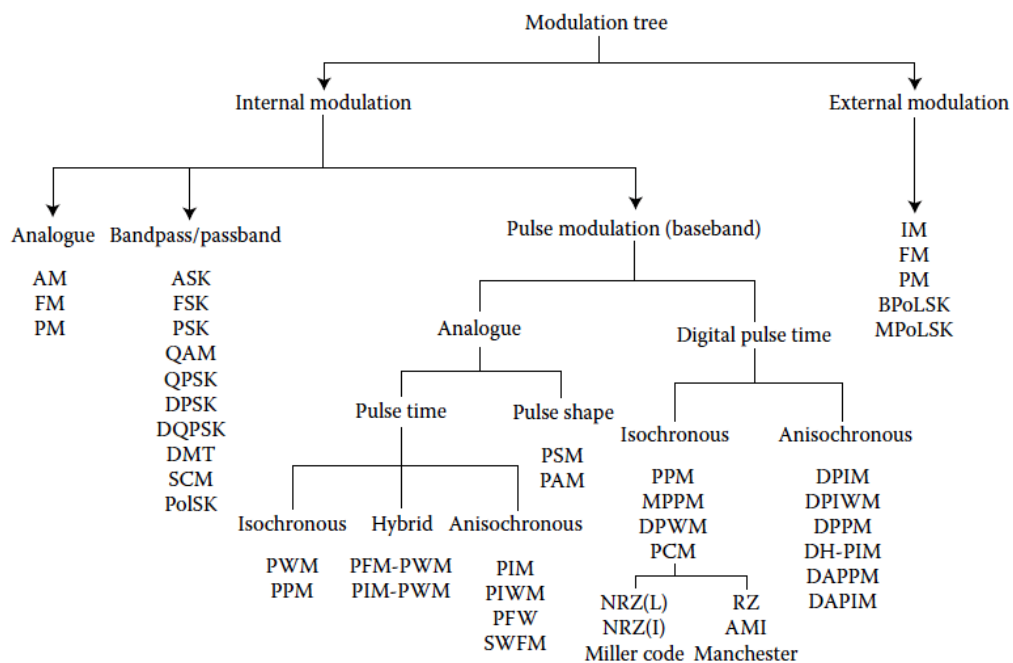 Modulation tree
Internal modulation
External modulation
Analogue
AM
FM
PM
Bandpass/passband
ASK
FSK
PSK
QAM
QPSK
DPSK
DQPSK
DMT
SCM
PolSK
Pulse modulation (baseband)
Analogue
Pulse time
Isochronous
PWM
PPM
Hybrid
PFM-PWM
PIM-PWM
Anisochronous
PIM
PIWM
PFW
SWFM
Pulse shape
PSM
PAM
Digital pulse time
Isochronous
PPM
MPPM
DPWM
PCM
NRZ(L)
NRZ(I)
Miller code
RZ
AMI
Manchester
Anisochronous
DPIM
DPIWM
DPPM
DH-PIM
DAPPM
DAPIM
IM
FM
PM
BPoLSK
MPoLSK